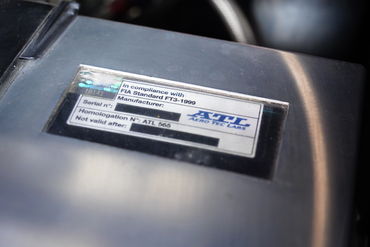 In compliance with
FIA Standard FT3-1999
Manufacturer:
Serial n°:
Homologation N°: ATL 565
Not valid after:
ATL
AERO TEC LABS